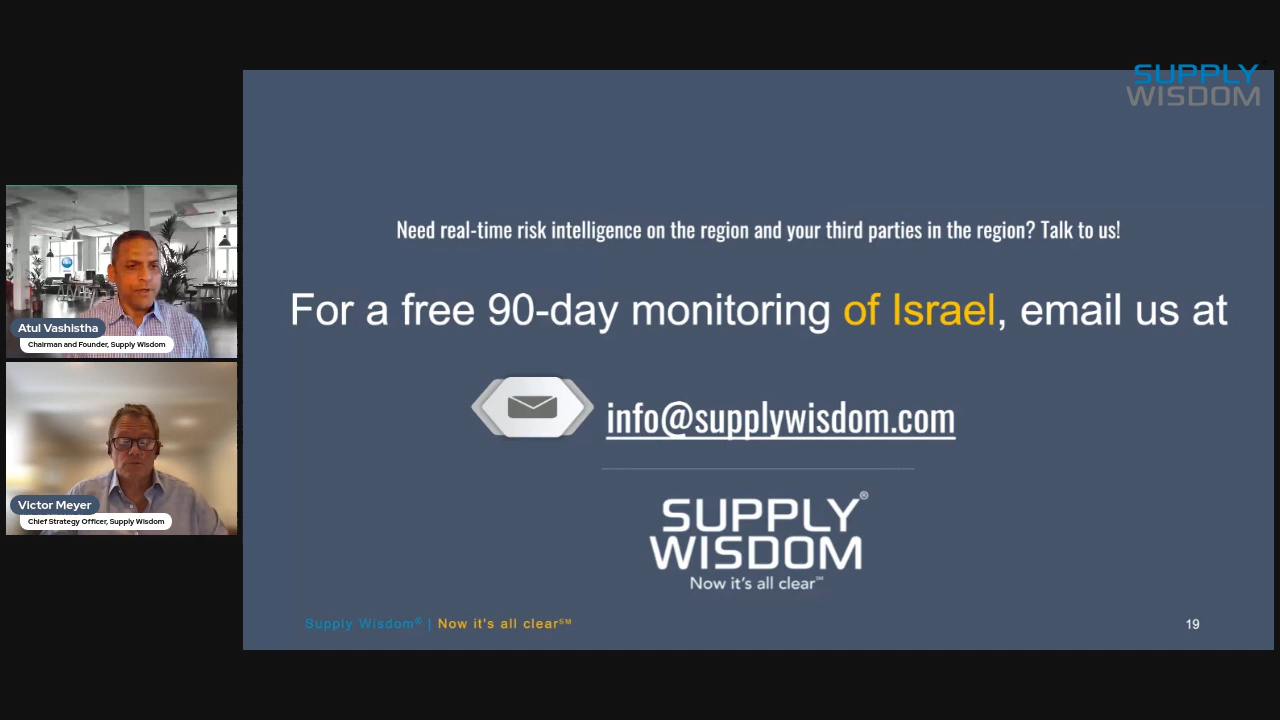 SUPPLY
WISDOM
Need real-time risk intelligence on the region and your third parties in the region? Talk to us!
For a free 90-day monitoring of Israel, email us at
info@supplywisdom.com
SUPPLY®
WISDOM
Now it's all clear℠
Supply Wisdom® | Now it's all clear℠
19
Atul Vashistha
Chairman and Founder, Supply Wisdom
Victor Meyer
Chief Strategy Officer, Supply Wisdom